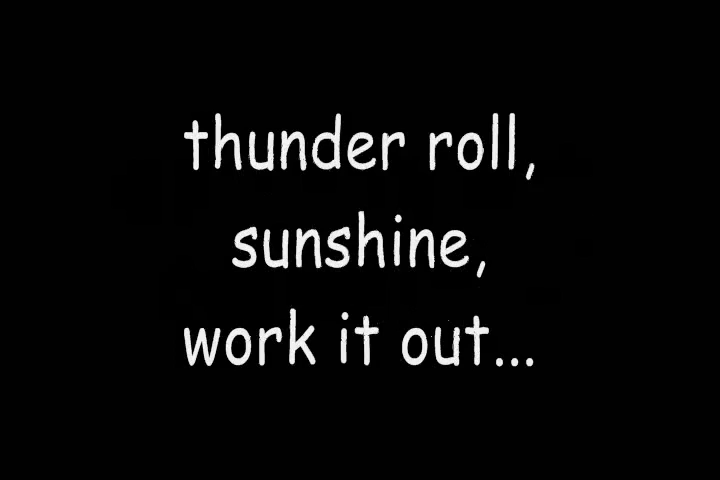 thunder roll,
sunshine,
work it out...